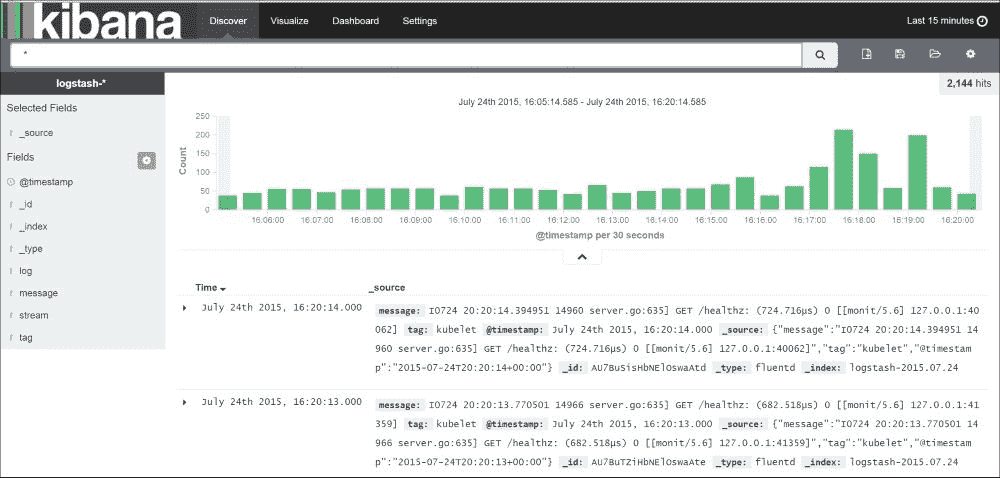 kibana
Discover Visualize Dashboard Settings Last 15 minutes
*
logstash-* 2,144 hits
Selected Fields
t _source
Fields
@timestamp
t _id
t _index
t _type
t log
t message
t stream
t tag
July 24th 2015, 16:05:14.585 - July 24th 2015, 16:20:14.585
Count
250
200
150
100
50
0
16:06:00 16:07:00 16:08:00 16:09:00 16:10:00 16:11:00 16:12:00 16:13:00 16:14:00 16:15:00 16:16:00 16:17:00 16:18:00 16:19:00 16:20:00
@timestamp per 30 seconds
Time _source
July 24th 2015, 16:20:14.000
message: I0724 20:20:14.394951 14960 server.go:635] GET /healthz: (724.716µs) 0 [[monit/5.6] 127.0.0.1:40
062] tag: kubelet @timestamp: July 24th 2015, 16:20:14.000 _source: {"message":"I0724 20:20:14.394951 14
960 server.go:635] GET /healthz: (724.716µs) 0 [[monit/5.6] 127.0.0.1:40062]","tag":"kubelet","@timestam
p":"2015-07-24T20:20:14+00:00"} _id: AU7BuSisHbNElOswaAtd _type: fluentd _index: logstash-2015.07.24
July 24th 2015, 16:20:13.000
message: I0724 20:20:13.770501 14966 server.go:635] GET /healthz: (682.518µs) 0 [[monit/5.6] 127.0.0.1:41
359] tag: kubelet @timestamp: July 24th 2015, 16:20:13.000 _source: {"message":"I0724 20:20:13.770501 14
966 server.go:635] GET /healthz: (682.518µs) 0 [[monit/5.6] 127.0.0.1:41359]","tag":"kubelet","@timestam
p":"2015-07-24T20:20:13+00:00"} _id: AU7BuTZiHbNElOswaAte _type: fluentd _index: logstash-2015.07.24